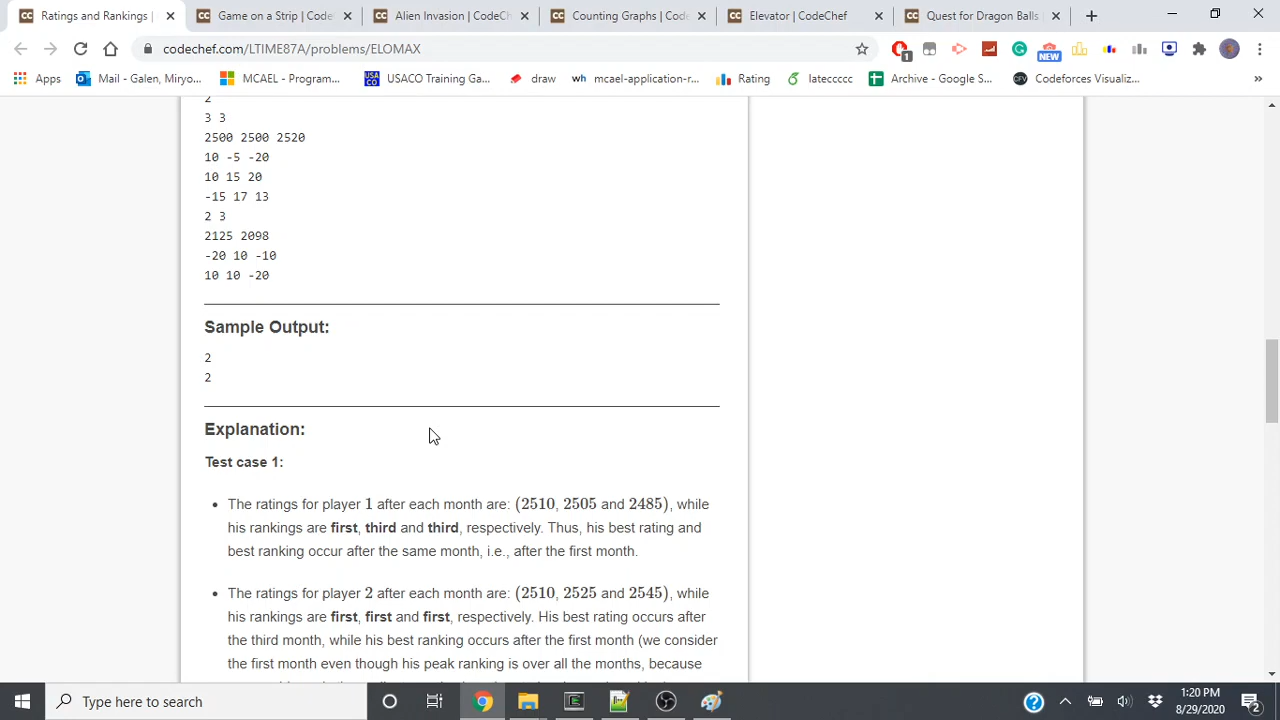 Ratings and Rankings |
Game on a Strip | Code
Alien Invasion | CodeCh
Counting Graphs | Code
Elevator | CodeChef
Quest for Dragon Balls |
codechef.com/LTIME87A/problems/ELOMAX
1
NEW
Apps
Mail - Galen, Miryo...
MCAEL - Program...
USACO Training Ga...
draw
wh mcael-application-r...
Rating
lateccccc
Archive - Google S...
Codeforces Visualiz...
»
2
3 3
2500 2500 2520
10 -5 -20
10 15 20
-15 17 13
2 3
2125 2098
-20 10 -10
10 10 -20
Sample Output:
2
2
Explanation:
Test case 1:
• The ratings for player 1 after each month are: (2510, 2505 and 2485), while
his rankings are first, third and third, respectively. Thus, his best rating and
best ranking occur after the same month, i.e., after the first month.
• The ratings for player 2 after each month are: (2510, 2525 and 2545), while
his rankings are first, first and first, respectively. His best rating occurs after
the third month, while his best ranking occurs after the first month (we consider
the first month even though his peak ranking is over all the months, because
Type here to search
1:20 PM
8/29/2020
2